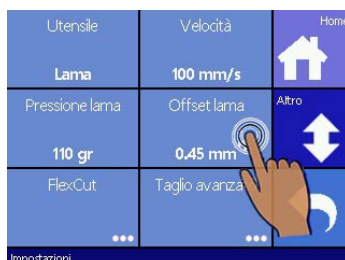 Utensile
Velocità
Home
Lama
100 mm/s
Pressione lama
Offset lama
Altro
110 gr
0.45 mm
FlexCut
Taglio avanza
Impostazioni